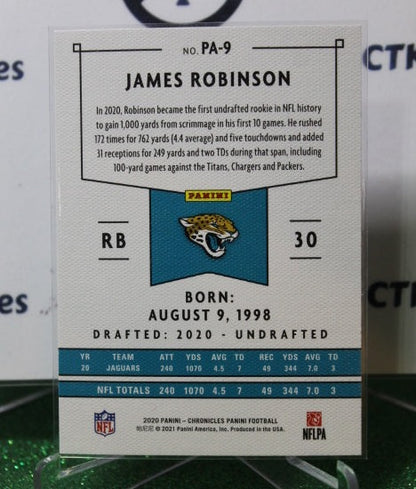 NO. PA-9
JAMES ROBINSON
In 2020, Robinson became the first undrafted rookie in NFL history
to gain 1,000 yards from scrimmage in his first 10 games. He rushed
172 times for 762 yards (4.4 average) and five touchdowns and added
31 receptions for 249 yards and two TDs during that span, including
100-yard games against the Titans, Chargers and Packers.
PANINI
RB 30
BORN:
AUGUST 9, 1998
DRAFTED: 2020 - UNDRAFTED
YR TEAM ATT YDS AVG TD REC YDS AVG TD
20 JAGUARS 240 1070 4.5 7 49 344 7.0 3
NFL TOTALS 240 1070 4.5 7 49 344 7.0 3
2020 PANINI – CHRONICLES PANINI FOOTBALL
帕尼尼 © 2021 Panini America, Inc. Produced in the USA.
NFL
NFLPA